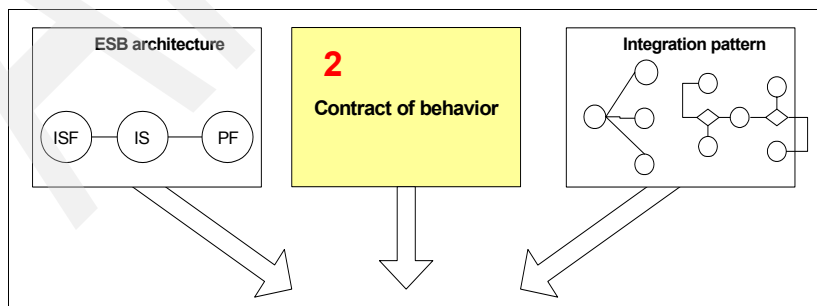 ESB architecture
ISF
IS
PF
2
Contract of behavior
Integration pattern